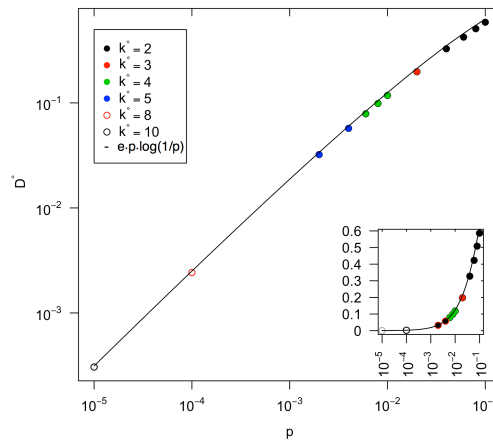 k° = 2
k° = 3
k° = 4
k° = 5
k° = 8
k° = 10
- e·p·log(1/p)
10⁻¹
10⁻²
10⁻³
D°
10⁻⁵ 10⁻⁴ 10⁻³ 10⁻² 10⁻¹
p
0.6
0.5
0.4
0.3
0.2
0.1
0
10⁻⁵ 10⁻⁴ 10⁻³ 10⁻² 10⁻¹